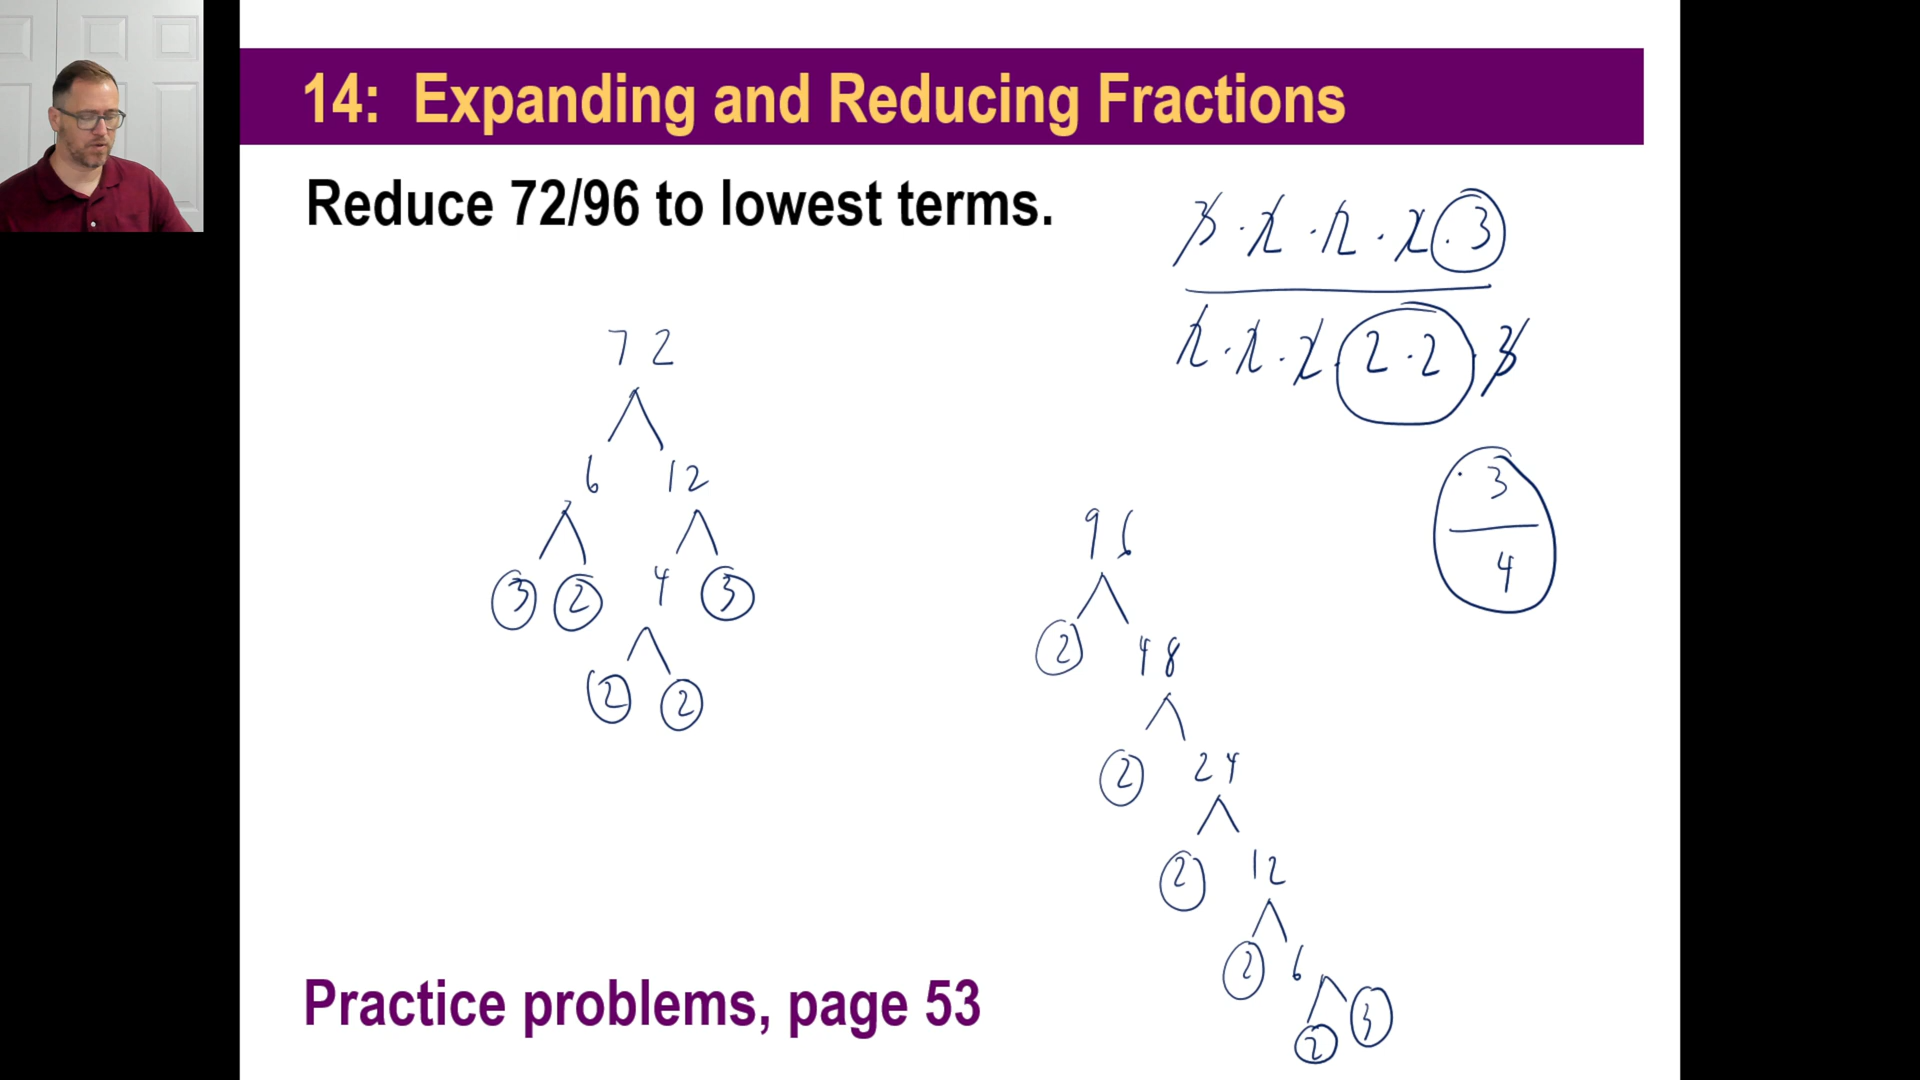 14: Expanding and Reducing Fractions
Reduce 72/96 to lowest terms.
3 · 2 · 2 · 2 · 3
2 · 2 · 2 · 2 · 2 · 3
72
6 12
3 2 4 3
2 2
3
4
96
2 48
2 24
2 12
2 6
2 3
Practice problems, page 53